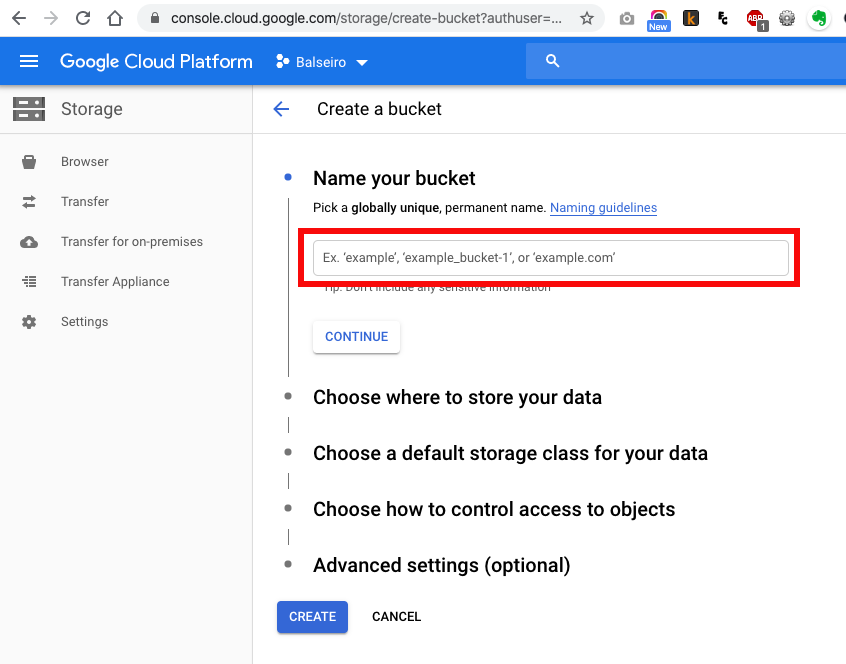 console.cloud.google.com/storage/create-bucket?authuser=...
New
ABP
1
Google Cloud Platform
Balseiro
Storage
Create a bucket
Browser
Transfer
Transfer for on-premises
Transfer Appliance
Settings
Name your bucket
Pick a globally unique, permanent name. Naming guidelines
Ex. ‘example’, ‘example_bucket-1’, or ‘example.com’
Tip: Don't include any sensitive information
CONTINUE
Choose where to store your data
Choose a default storage class for your data
Choose how to control access to objects
Advanced settings (optional)
CREATE CANCEL